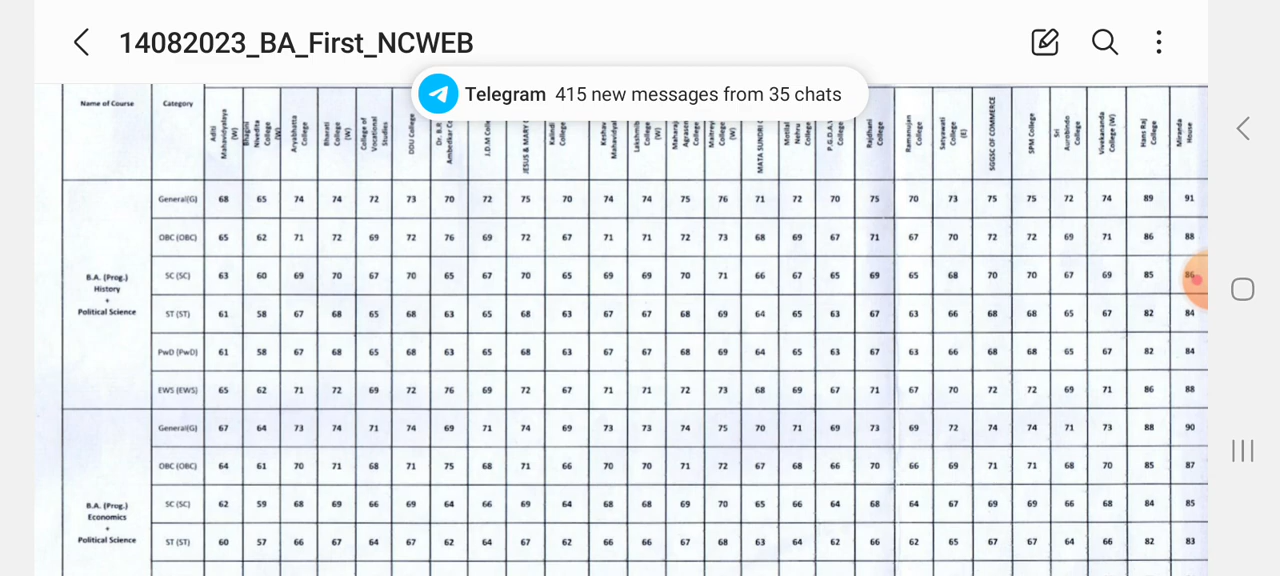 14082023_BA_First_NCWEB
Telegram 415 new messages from 35 chats
Name of Course Category Aditi Mahavidyalaya (W) Bhagini Nivedita College (W) Aryabhatta College Bharati College (W) College of Vocational Studies DDU College Dr. B.R Ambedkar Co J.D.M Colle JESUS & MARY Kalindi College Keshav Mahavidyal Lakshmib College (W) Maharaj Agrasen College Maitreyi College (W) MATA SUNDRI Motilal Nehru College P.G.D.A.V College Rajdhani College Ramanujan College Satyawati College (E) SGGSC OF COMMERCE SPM College Sri Aurobindo College Vivekananda College (W) Hans Raj College Miranda House
General(G) 68 65 74 74 72 73 70 72 75 70 74 74 75 76 71 72 70 75 70 73 75 75 72 74 89 91
OBC (OBC) 65 62 71 72 69 72 76 69 72 67 71 71 72 73 68 69 67 71 67 70 72 72 69 71 86 88
B.A. (Prog.)
History
+
Political Science
SC (SC) 63 60 69 70 67 70 65 67 70 65 69 69 70 71 66 67 65 69 65 68 70 70 67 69 85 86
ST (ST) 61 58 67 68 65 68 63 65 68 63 67 67 68 69 64 65 63 67 63 66 68 68 65 67 82 84
PwD (PwD) 61 58 67 68 65 68 63 65 68 63 67 67 68 69 64 65 63 67 63 66 68 68 65 67 82 84
EWS (EWS) 65 62 71 72 69 72 76 69 72 67 71 71 72 73 68 69 67 71 67 70 72 72 69 71 86 88
General(G) 67 64 73 74 71 74 69 71 74 69 73 73 74 75 70 71 69 73 69 72 74 74 71 73 88 90
OBC (OBC) 64 61 70 71 68 71 75 68 71 66 70 70 71 72 67 68 66 70 66 69 71 71 68 70 85 87
B.A. (Prog.)
Economics
+
Political Science
SC (SC) 62 59 68 69 66 69 64 66 69 64 68 68 69 70 65 66 64 68 64 67 69 69 66 68 84 85
ST (ST) 60 57 66 67 64 67 62 64 67 62 66 66 67 68 63 64 62 66 62 65 67 67 64 66 82 83